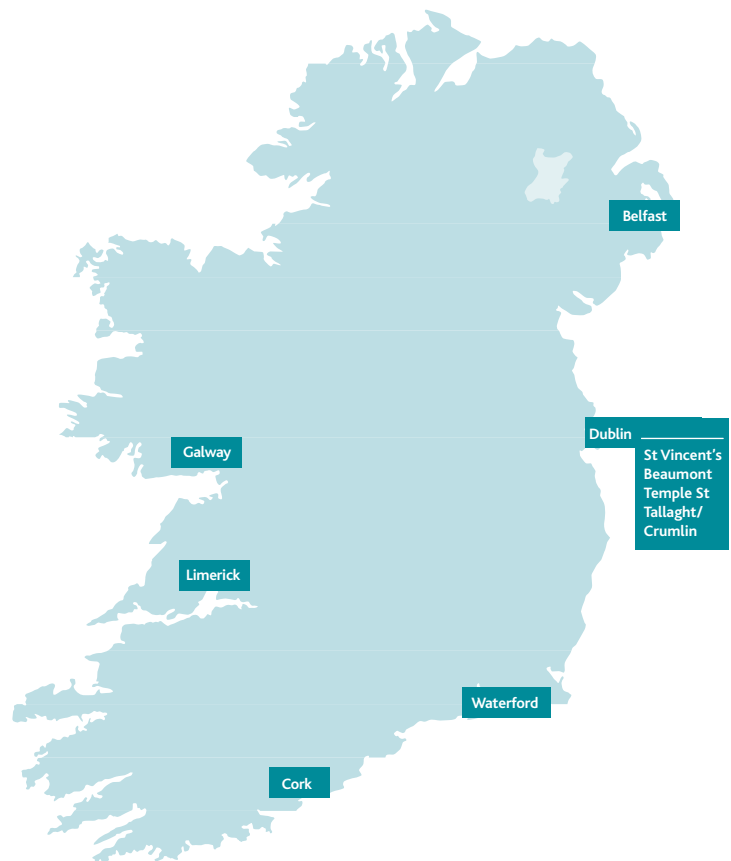 Belfast
Dublin
St Vincent's
Beaumont
Temple St
Tallaght/
Crumlin
Galway
Limerick
Waterford
Cork